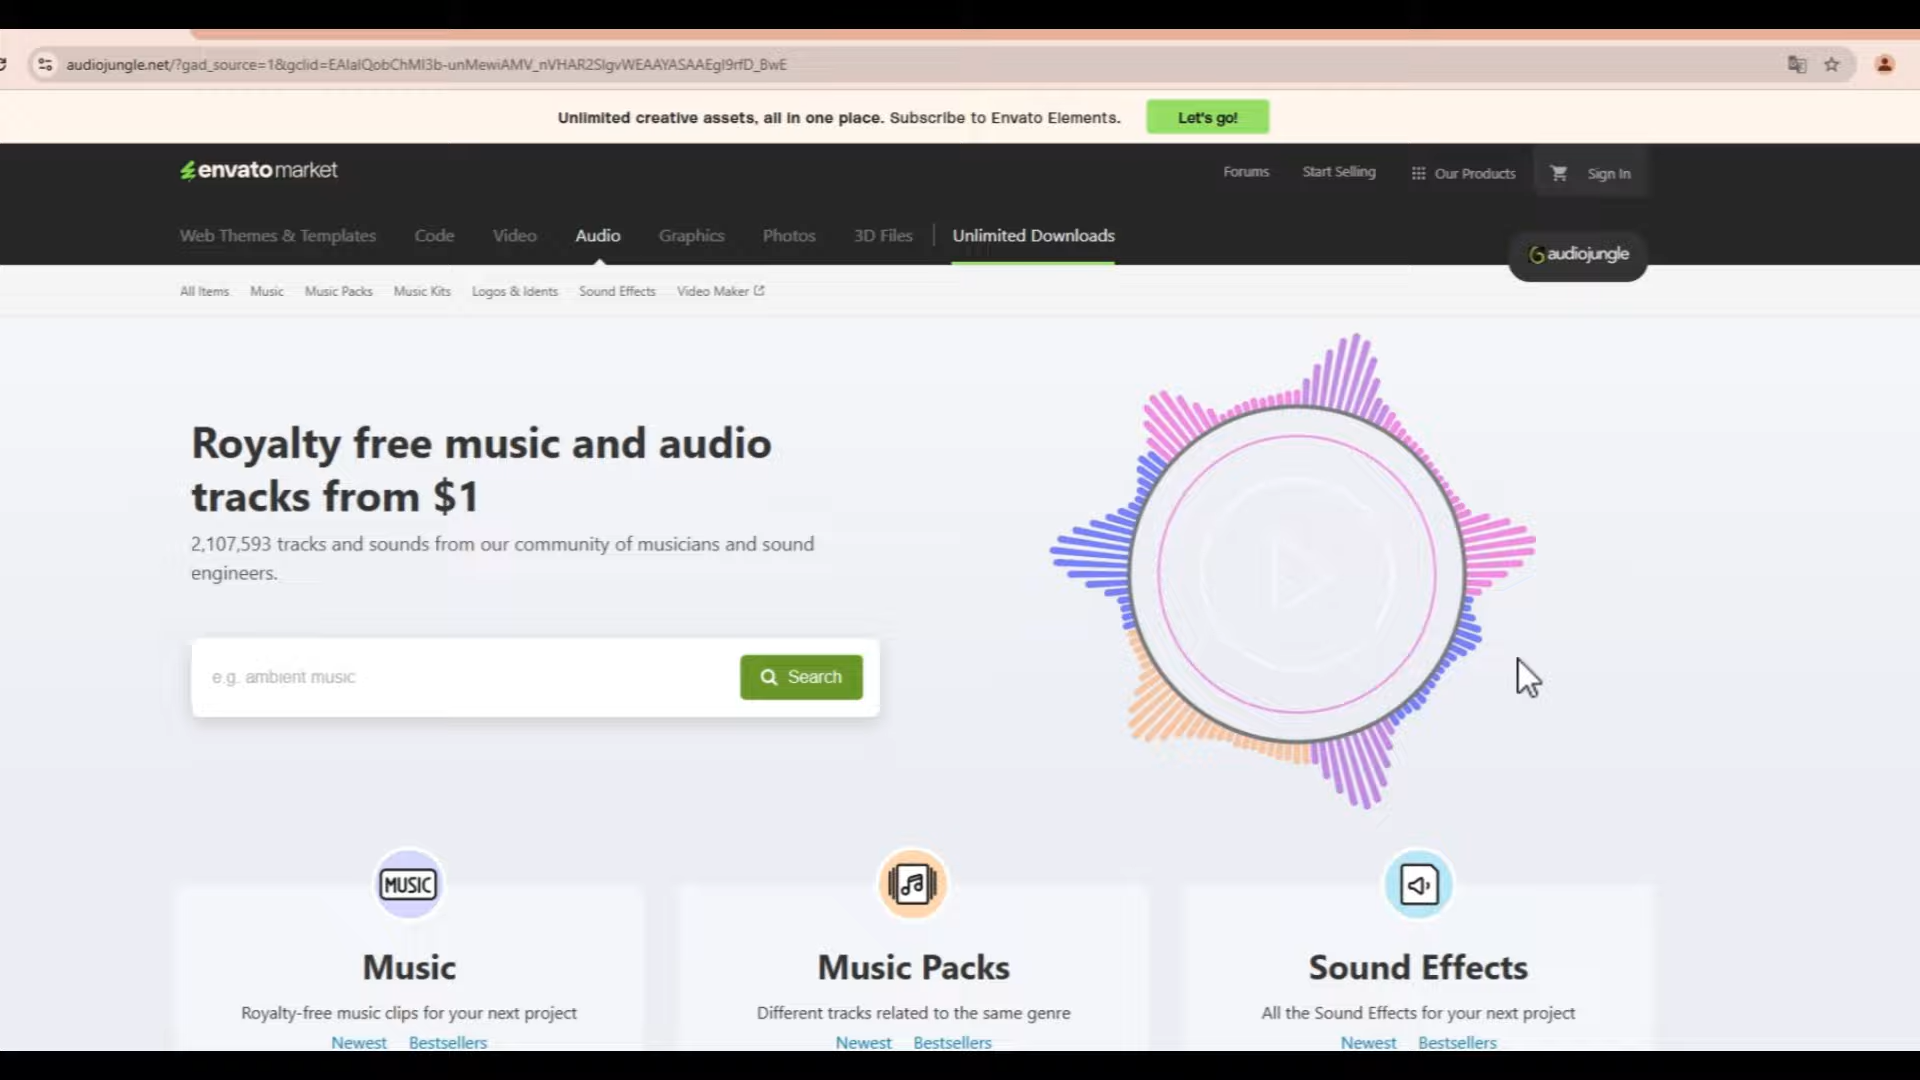 audiojungle.net/?gad_source=1&gclid=EAIaIQobChMI3b-unMewiAMV_nVHAR2SIgvWEAAYASAAEgI9rfD_BwE
Unlimited creative assets, all in one place. Subscribe to Envato Elements. Let's go!
envato market
Forums Start Selling Our Products Sign In
Web Themes & Templates Code Video Audio Graphics Photos 3D Files Unlimited Downloads
audiojungle
All Items Music Music Packs Music Kits Logos & Idents Sound Effects Video Maker
Royalty free music and audio
tracks from $1
2,107,593 tracks and sounds from our community of musicians and sound
engineers.
e.g. ambient music Search
MUSIC
Music Music Packs Sound Effects
Royalty-free music clips for your next project Different tracks related to the same genre All the Sound Effects for your next project
Newest Bestsellers Newest Bestsellers Newest Bestsellers